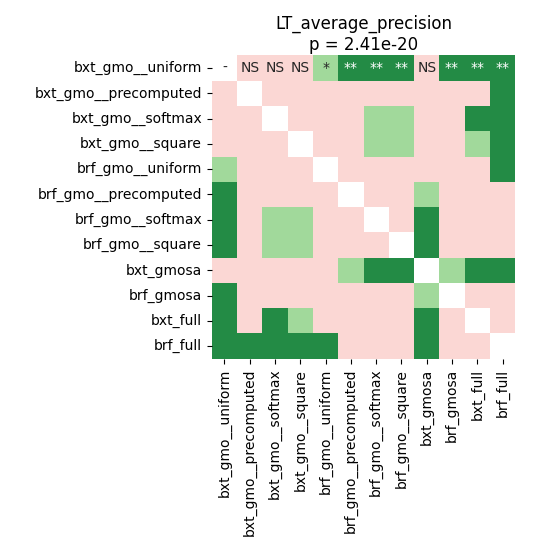 LT_average_precision
p = 2.41e-20
bxt_gmo__uniform - NS NS NS * ** ** ** NS ** ** **
bxt_gmo__precomputed
bxt_gmo__softmax
bxt_gmo__square
brf_gmo__uniform
brf_gmo__precomputed
brf_gmo__softmax
brf_gmo__square
bxt_gmosa
brf_gmosa
bxt_full
brf_full
bxt_gmo__uniform
bxt_gmo__precomputed
bxt_gmo__softmax
bxt_gmo__square
brf_gmo__uniform
brf_gmo__precomputed
brf_gmo__softmax
brf_gmo__square
bxt_gmosa
brf_gmosa
bxt_full
brf_full